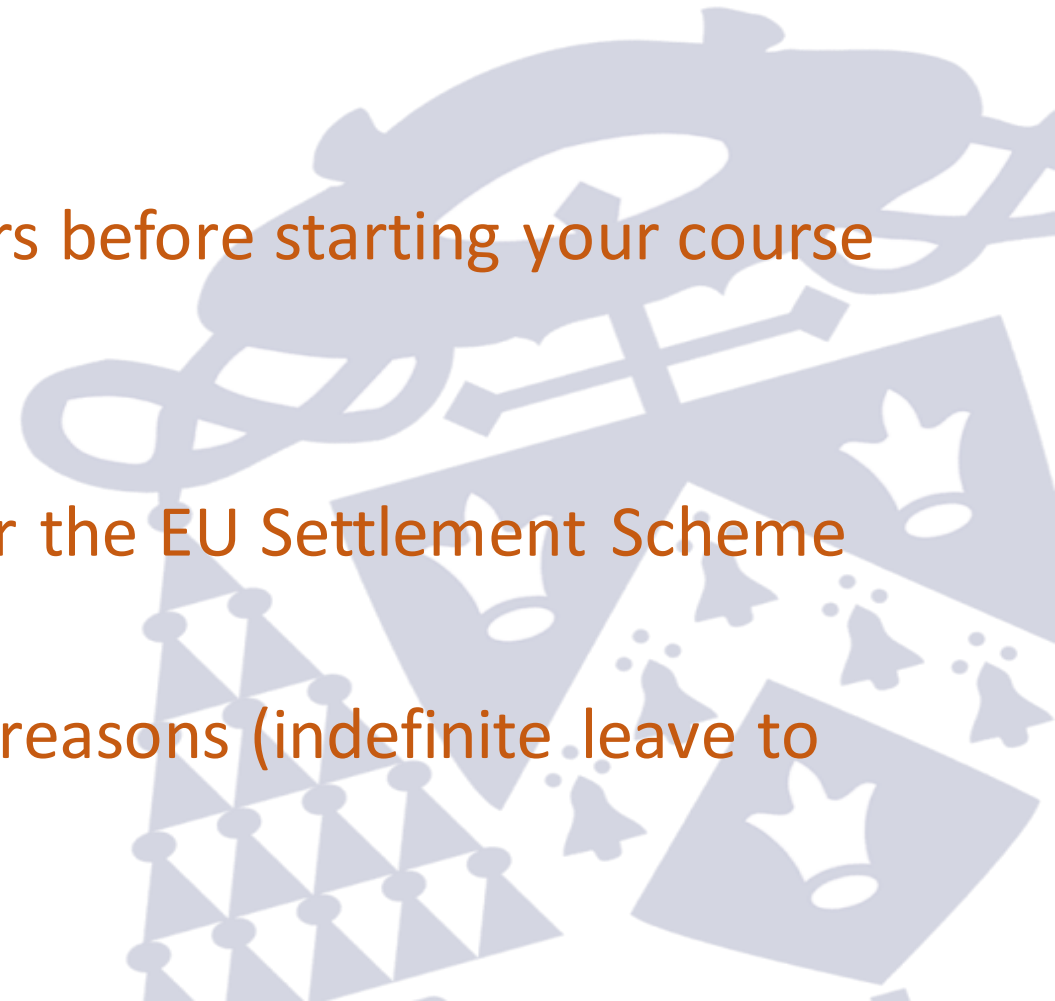 rs before starting your course
r the EU Settlement Scheme
reasons (indefinite leave to